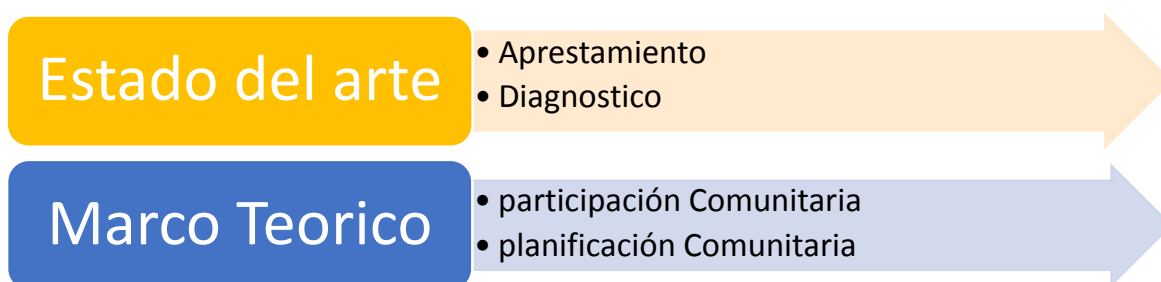 Estado del arte
• Aprestamiento
• Diagnostico
Marco Teorico
• participación Comunitaria
• planificación Comunitaria